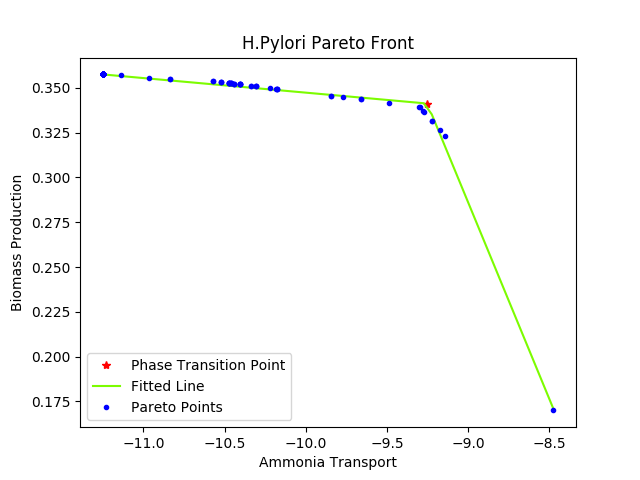 H.Pylori Pareto Front
0.350
0.325
0.300
0.275
0.250
0.225
0.200
0.175
Biomass Production
Phase Transition Point
Fitted Line
Pareto Points
−11.0
−10.5
−10.0
−9.5
−9.0
−8.5
Ammonia Transport